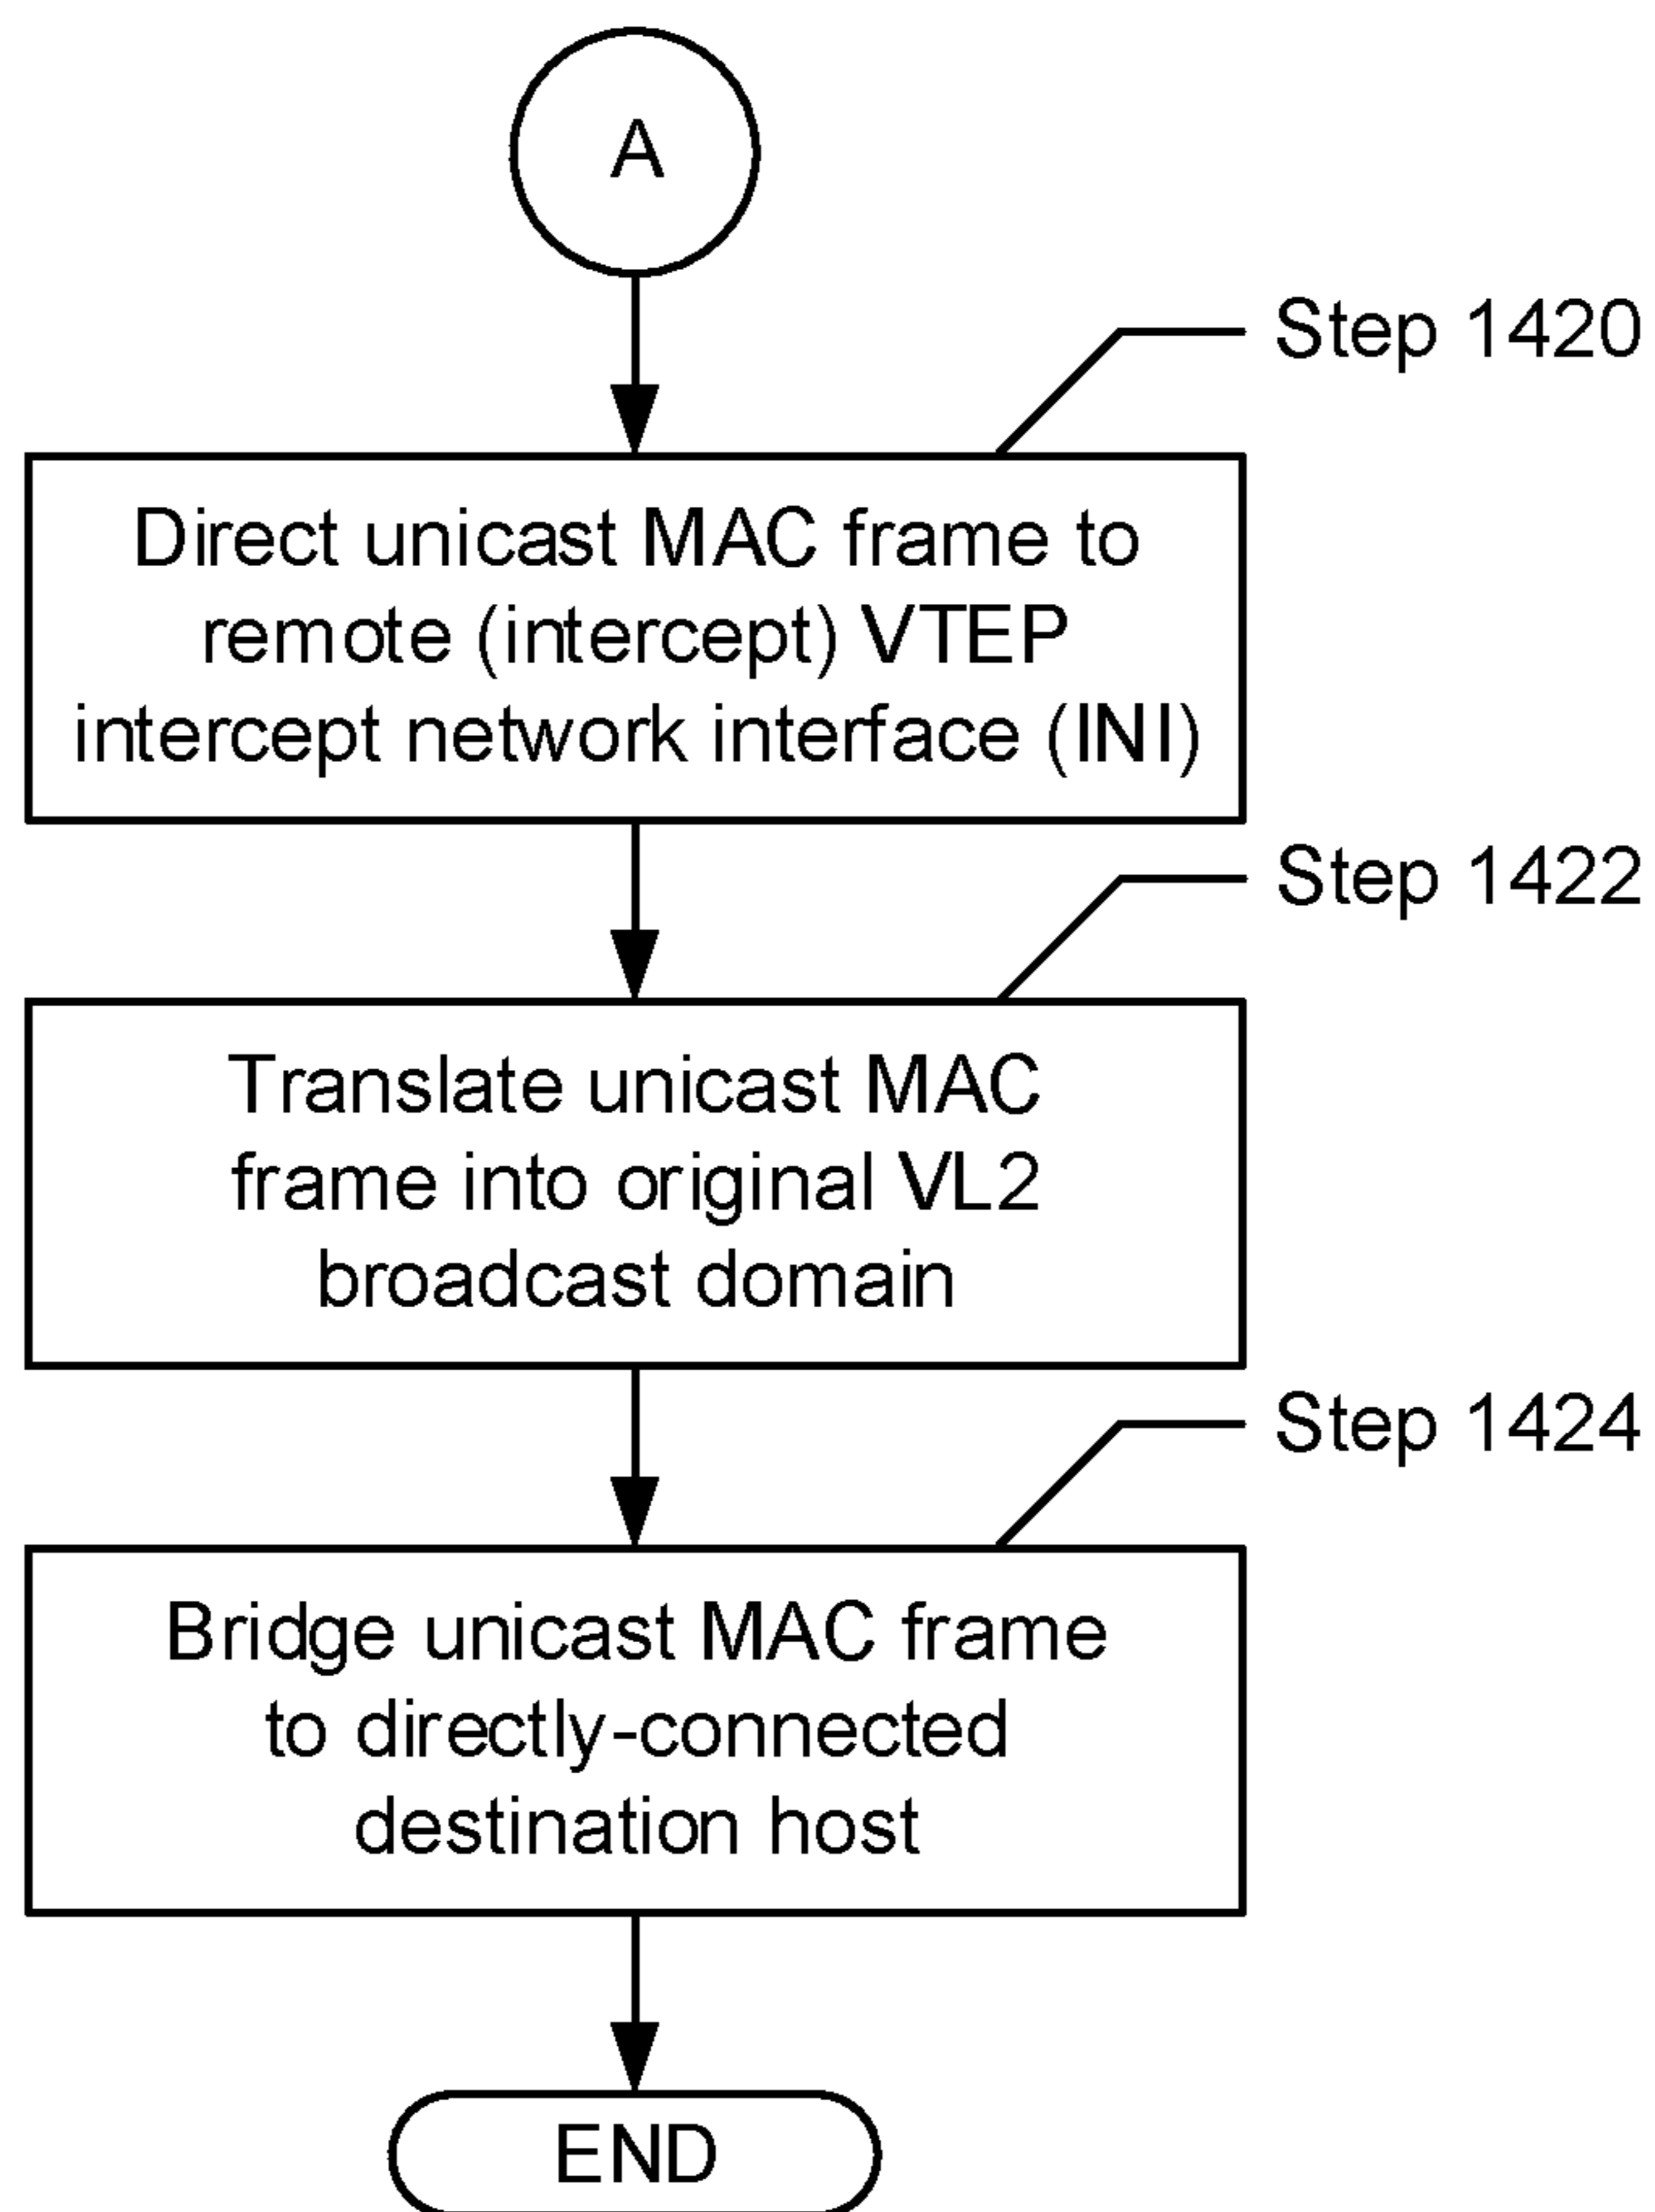 A
Step 1420
Direct unicast MAC frame to
remote (intercept) VTEP
intercept network interface (INI)
Step 1422
Translate unicast MAC
frame into original VL2
broadcast domain
Step 1424
Bridge unicast MAC frame
to directly-connected
destination host
END